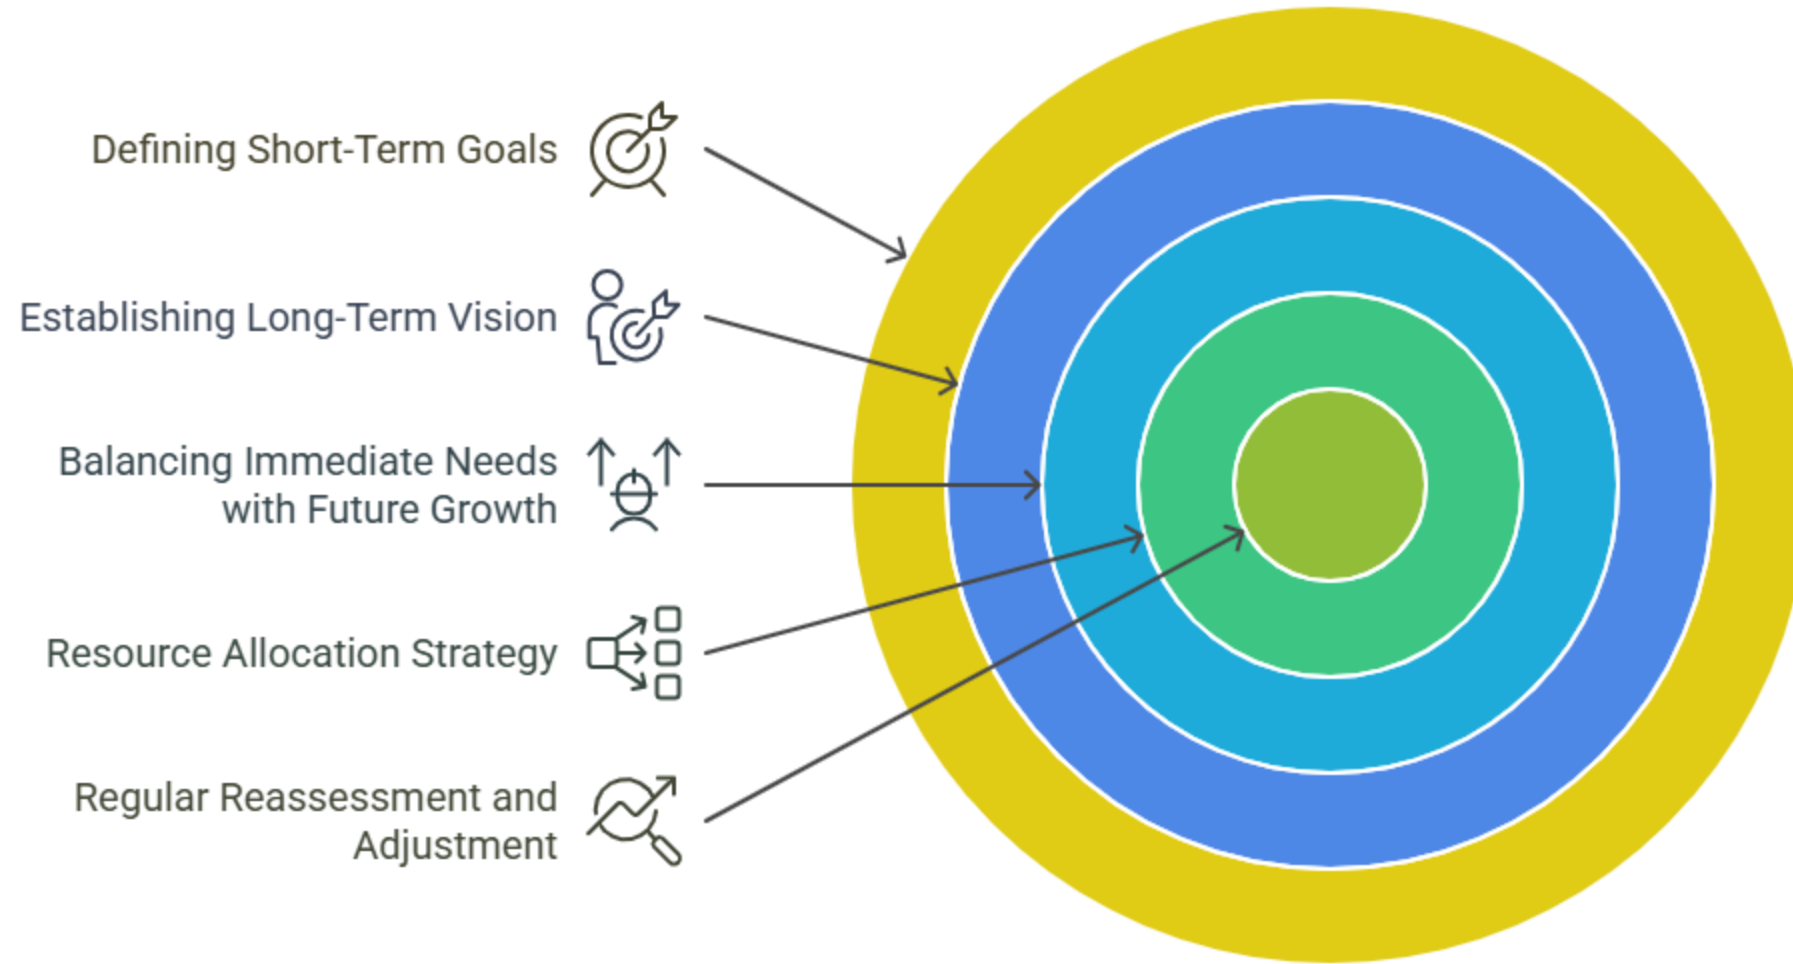 Defining Short-Term Goals
Establishing Long-Term Vision
Balancing Immediate Needs
with Future Growth
Resource Allocation Strategy
Regular Reassessment and
Adjustment